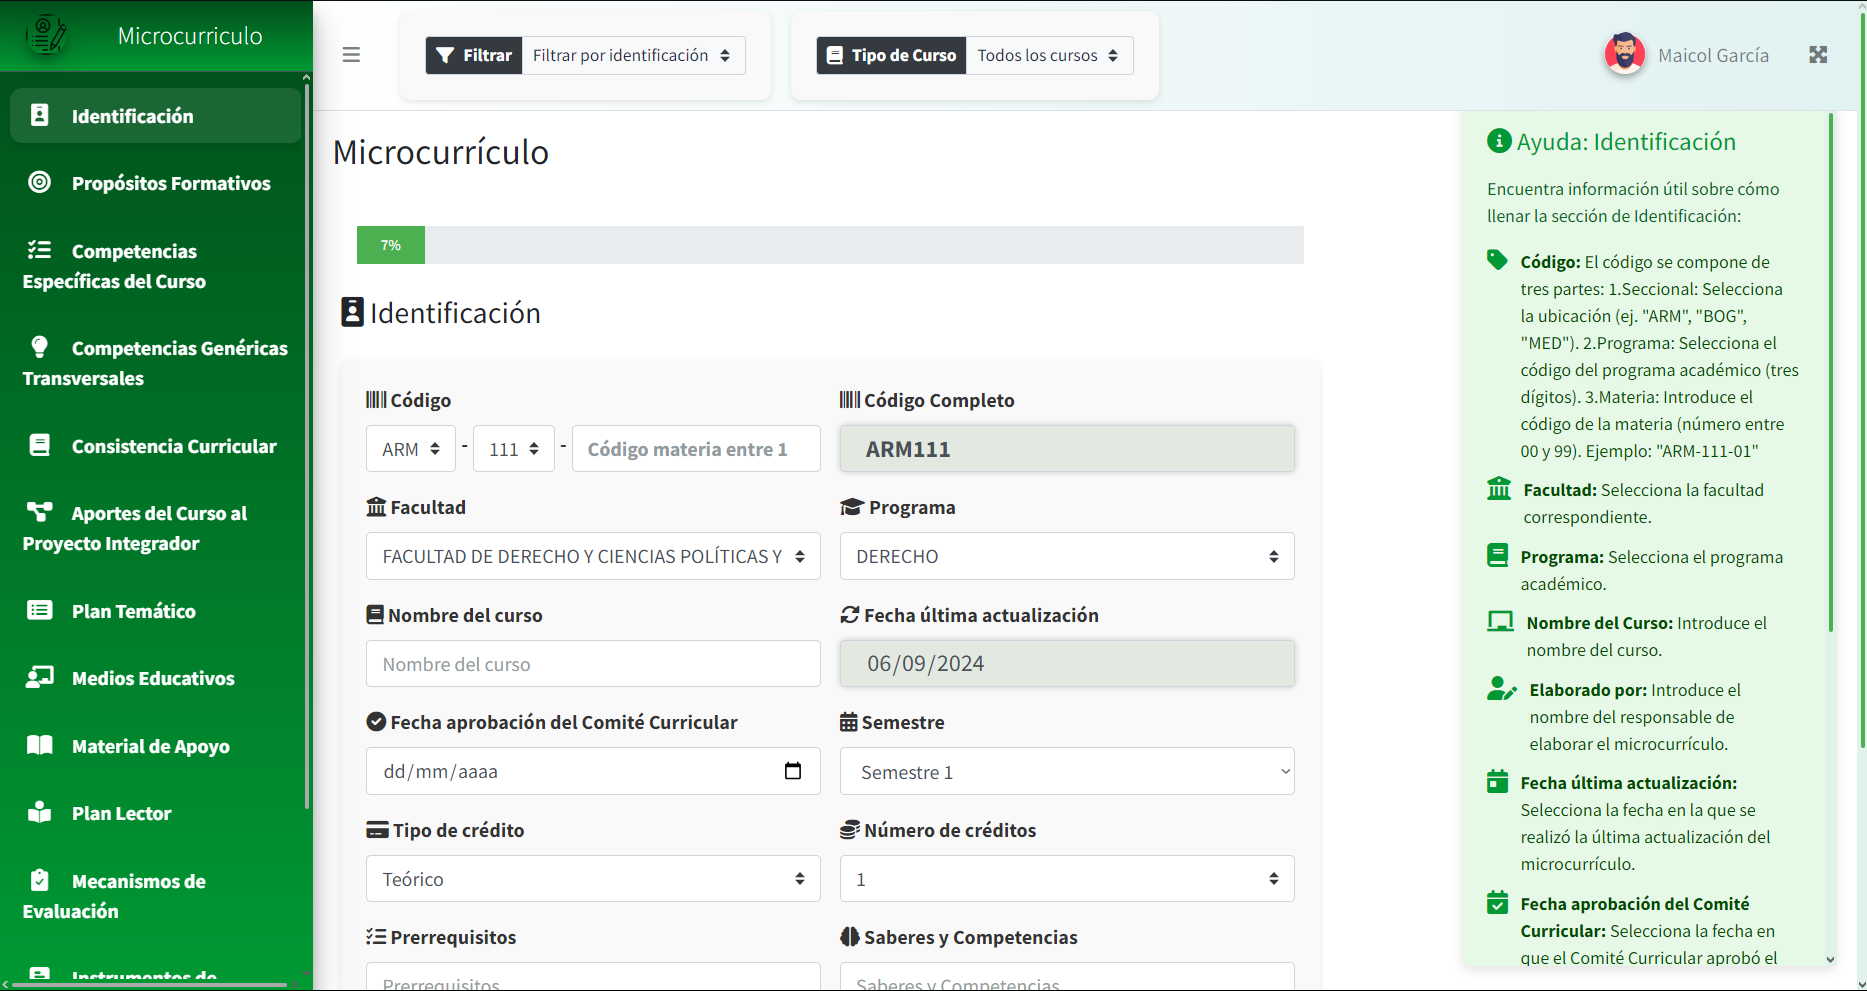 Microcurriculo
Identificación
Propósitos Formativos
Competencias
Específicas del Curso
Competencias Genéricas
Transversales
Consistencia Curricular
Aportes del Curso al
Proyecto Integrador
Plan Temático
Medios Educativos
Material de Apoyo
Plan Lector
Mecanismos de
Evaluación
Instrumentos de
Filtrar
Filtrar por identificación
Tipo de Curso
Todos los cursos
Maicol García
Microcurrículo
7%
Identificación
Código
ARM - 111 - Código materia entre 1
Código Completo
ARM111
Facultad
FACULTAD DE DERECHO Y CIENCIAS POLÍTICAS Y
Programa
DERECHO
Nombre del curso
Nombre del curso
Fecha última actualización
06/09/2024
Fecha aprobación del Comité Curricular
dd/mm/aaaa
Semestre
Semestre 1
Tipo de crédito
Teórico
Número de créditos
1
Prerrequisitos
Prerrequisitos
Saberes y Competencias
Saberes y Competencias
Ayuda: Identificación
Encuentra información útil sobre cómo
llenar la sección de Identificación:
Código: El código se compone de
tres partes: 1.Seccional: Selecciona
la ubicación (ej. "ARM", "BOG",
"MED"). 2.Programa: Selecciona el
código del programa académico (tres
dígitos). 3.Materia: Introduce el
código de la materia (número entre
00 y 99). Ejemplo: "ARM-111-01"
Facultad: Selecciona la facultad
correspondiente.
Programa: Selecciona el programa
académico.
Nombre del Curso: Introduce el
nombre del curso.
Elaborado por: Introduce el
nombre del responsable de
elaborar el microcurrículo.
Fecha última actualización:
Selecciona la fecha en la que se
realizó la última actualización del
microcurrículo.
Fecha aprobación del Comité
Curricular: Selecciona la fecha en
que el Comité Curricular aprobó el